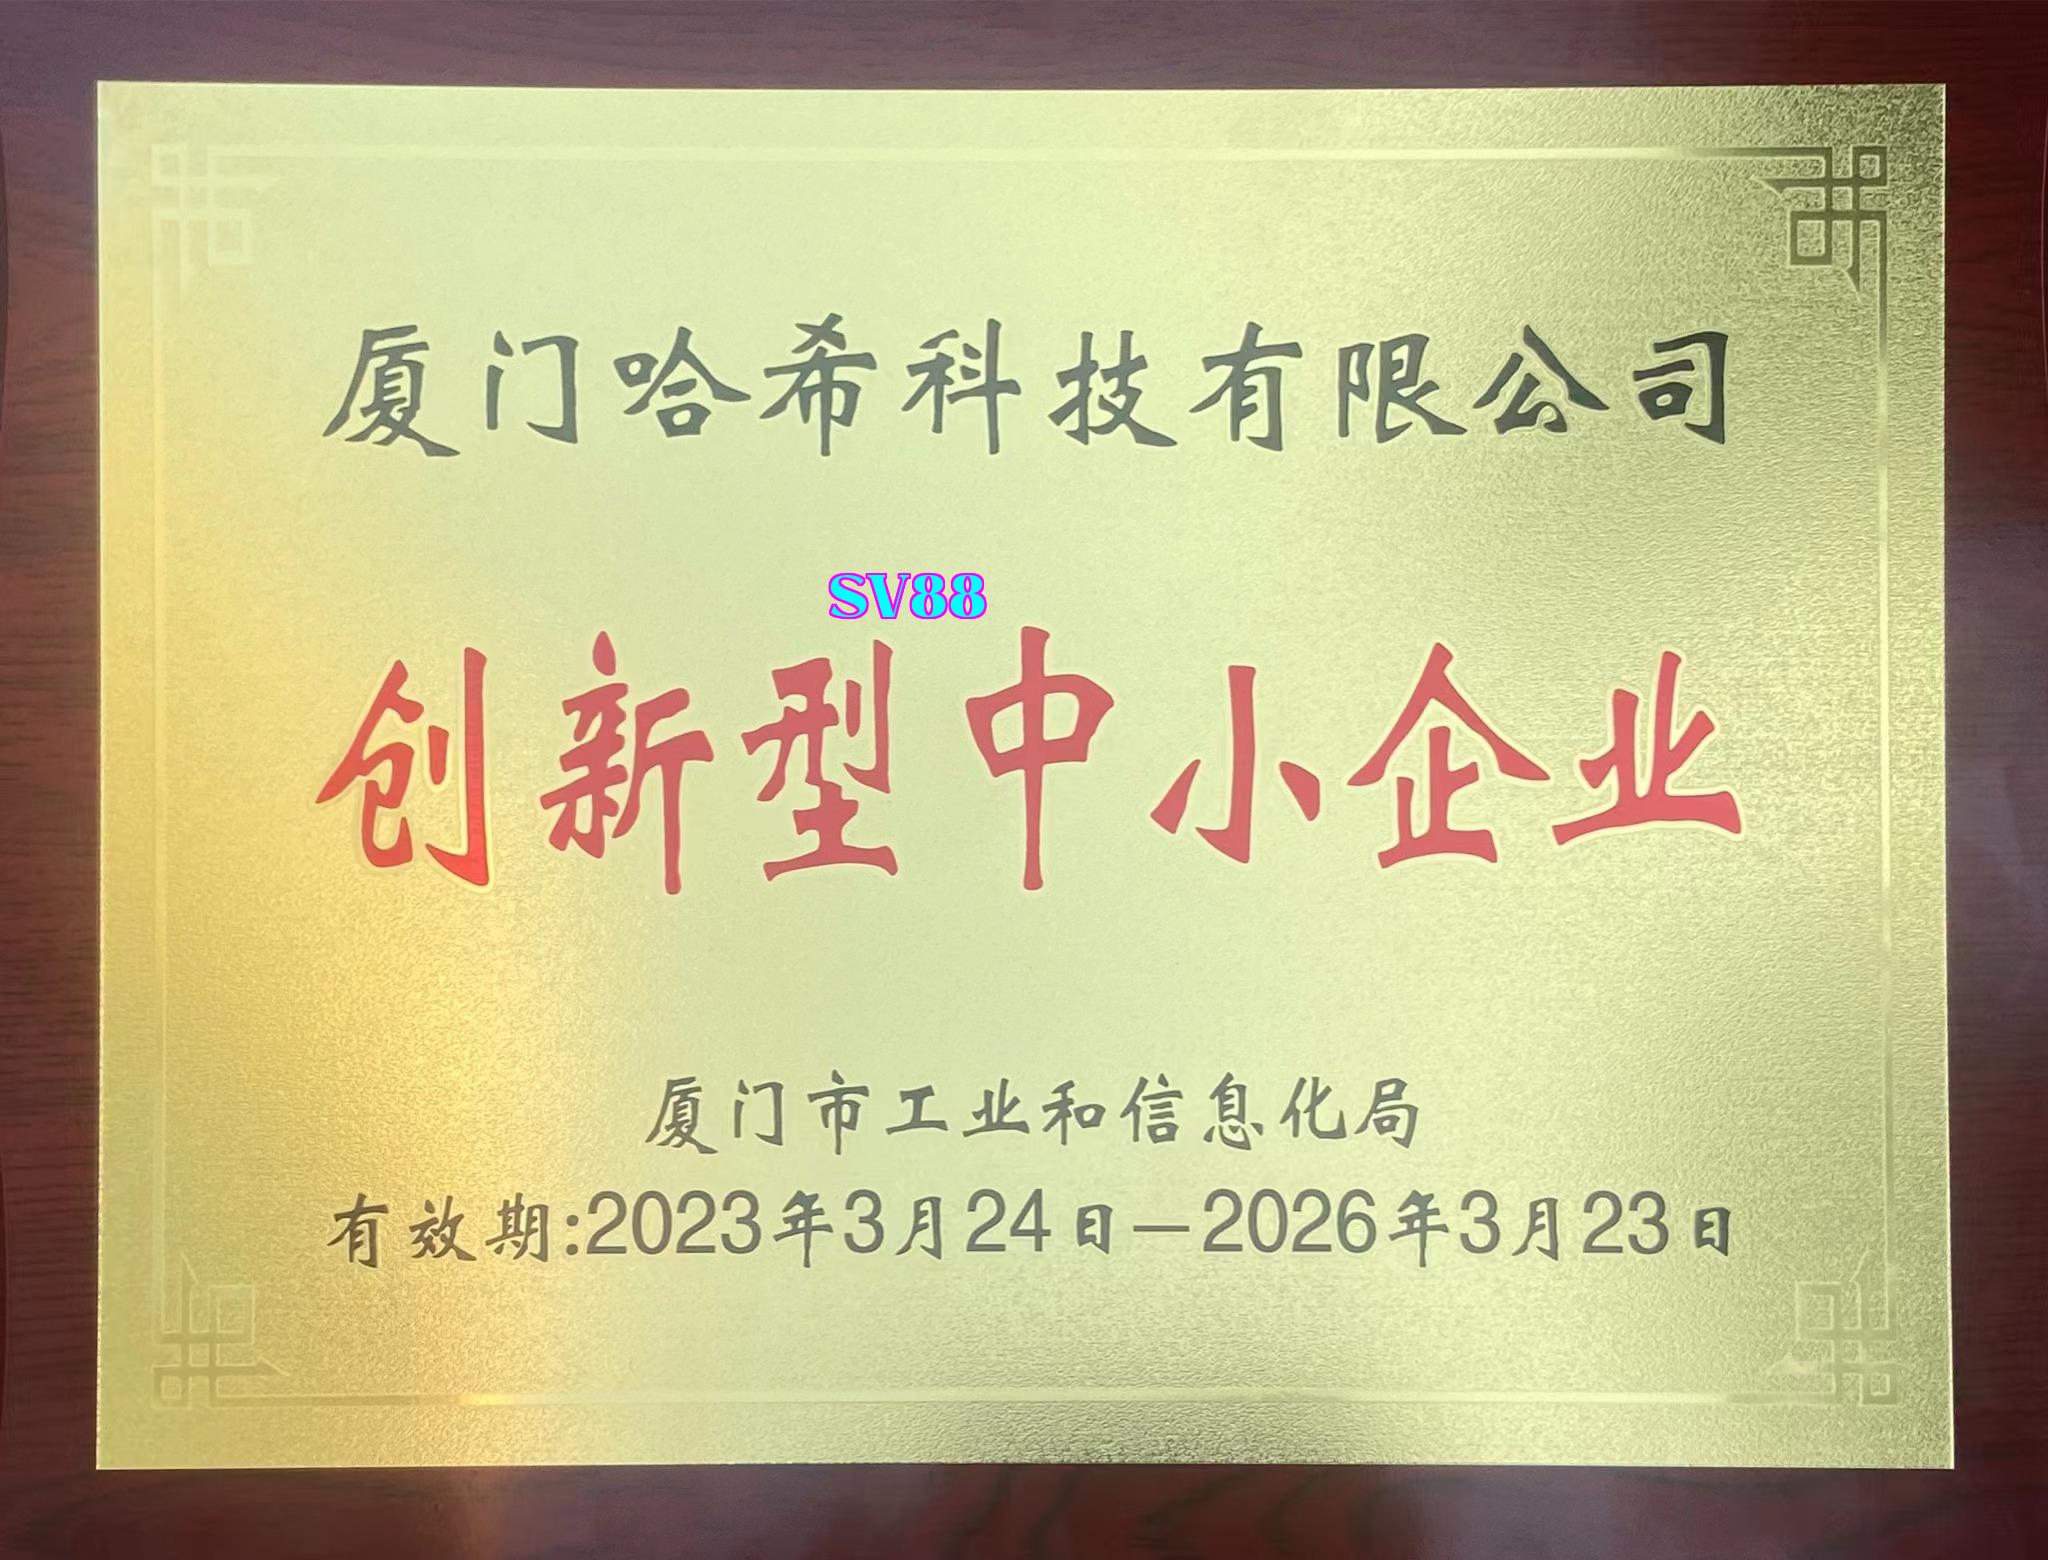 厦门哈希科技有限公司
SV88
创新型中小企业
厦门市工业和信息化局
有效期:2023年3月24日—2026年3月23日